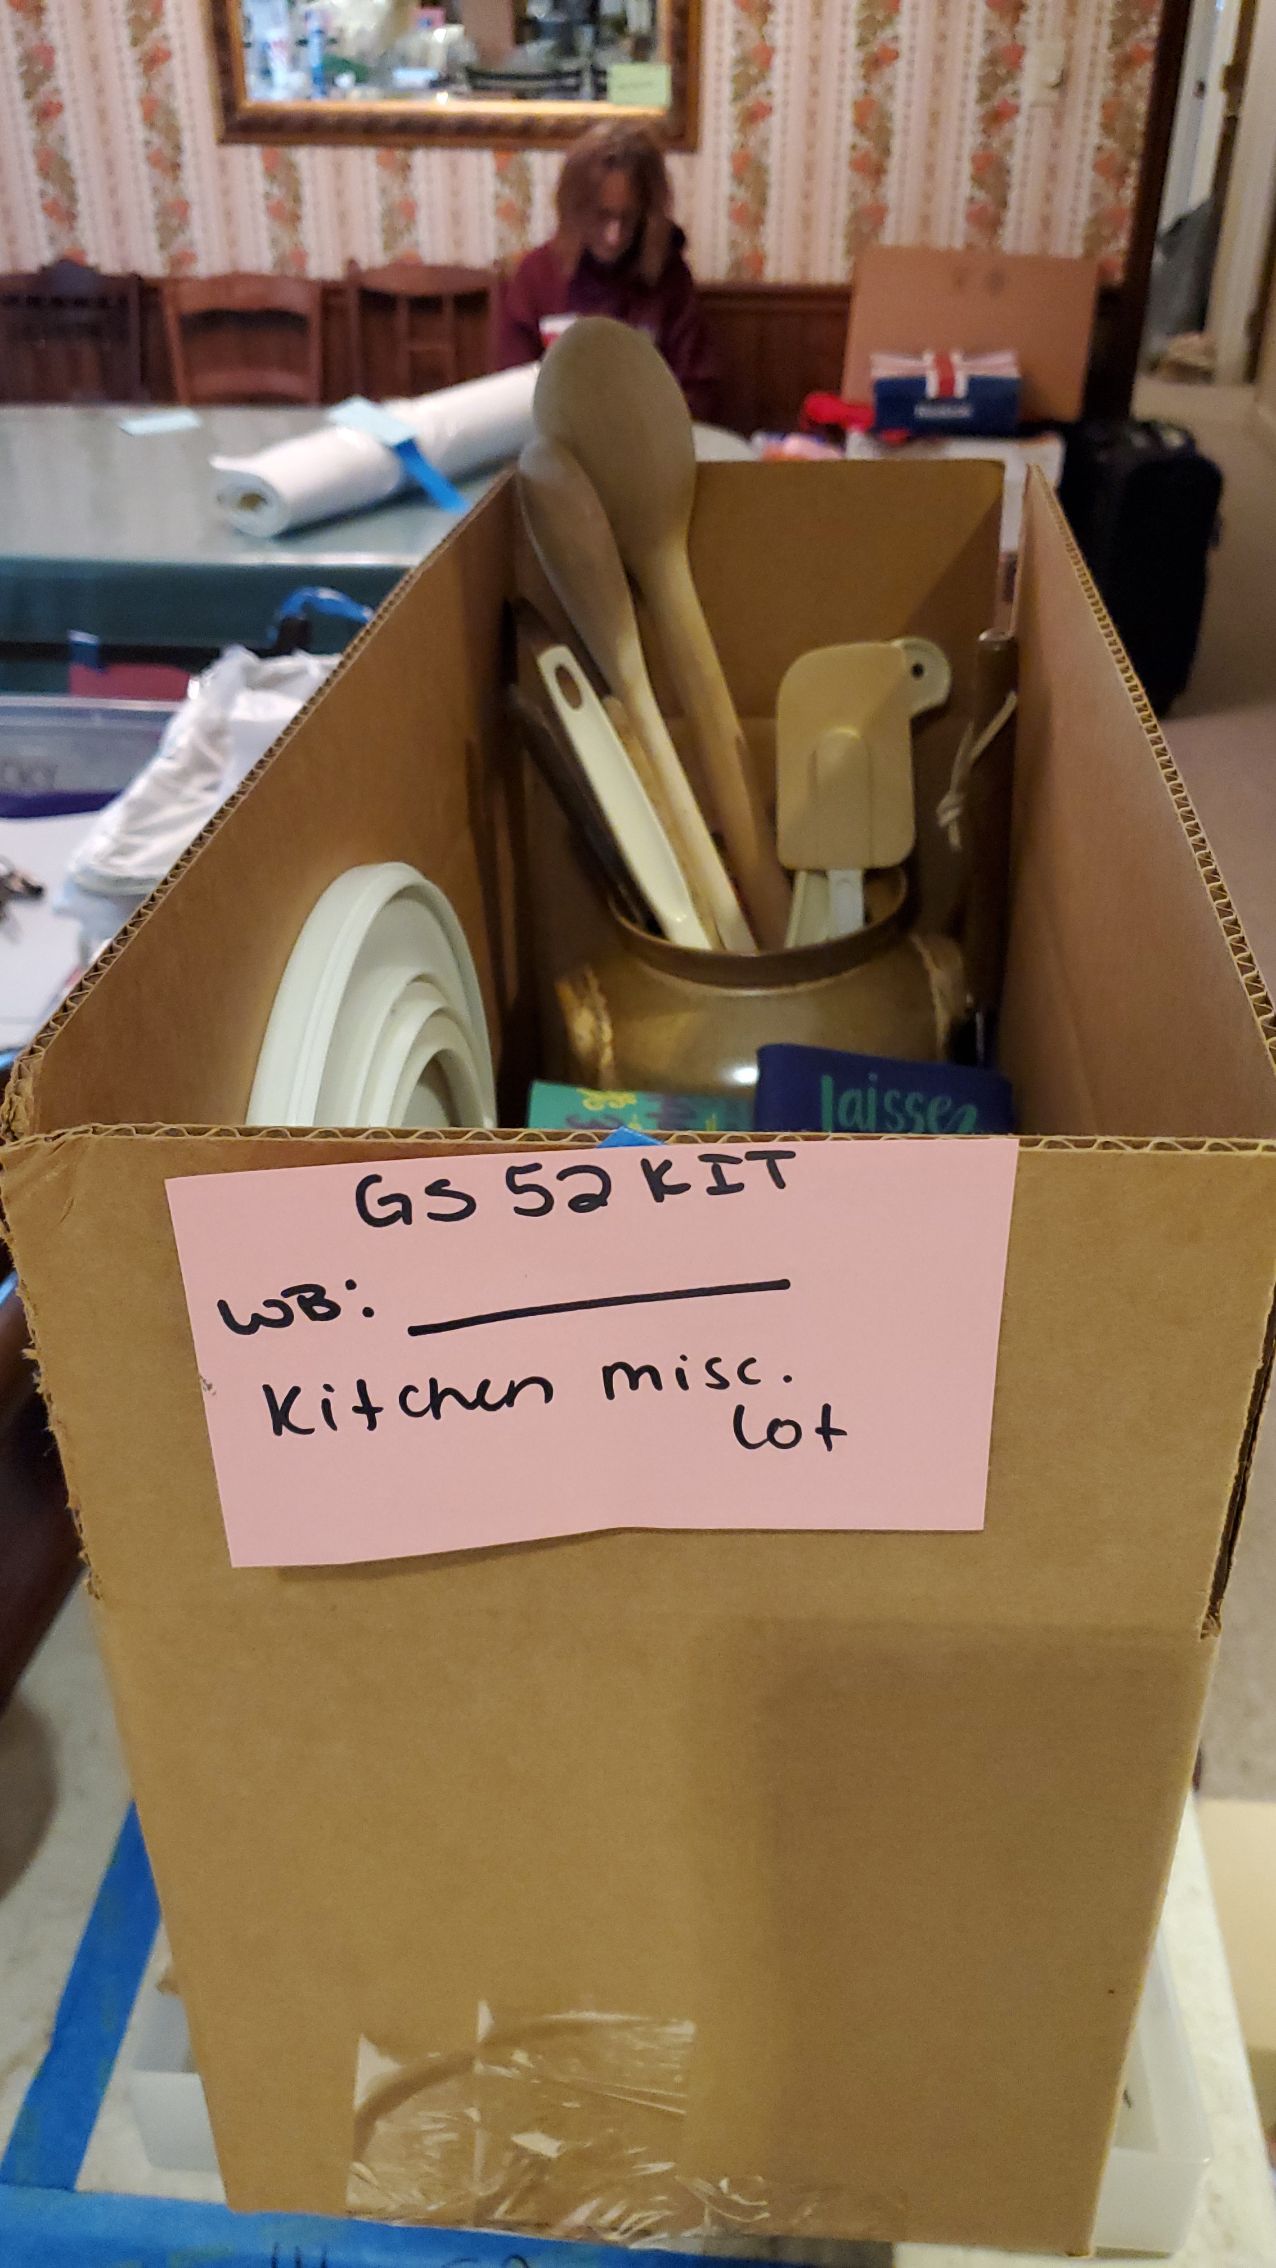 laissez
GS 52 KIT
WB:
Kitchen misc.
lot